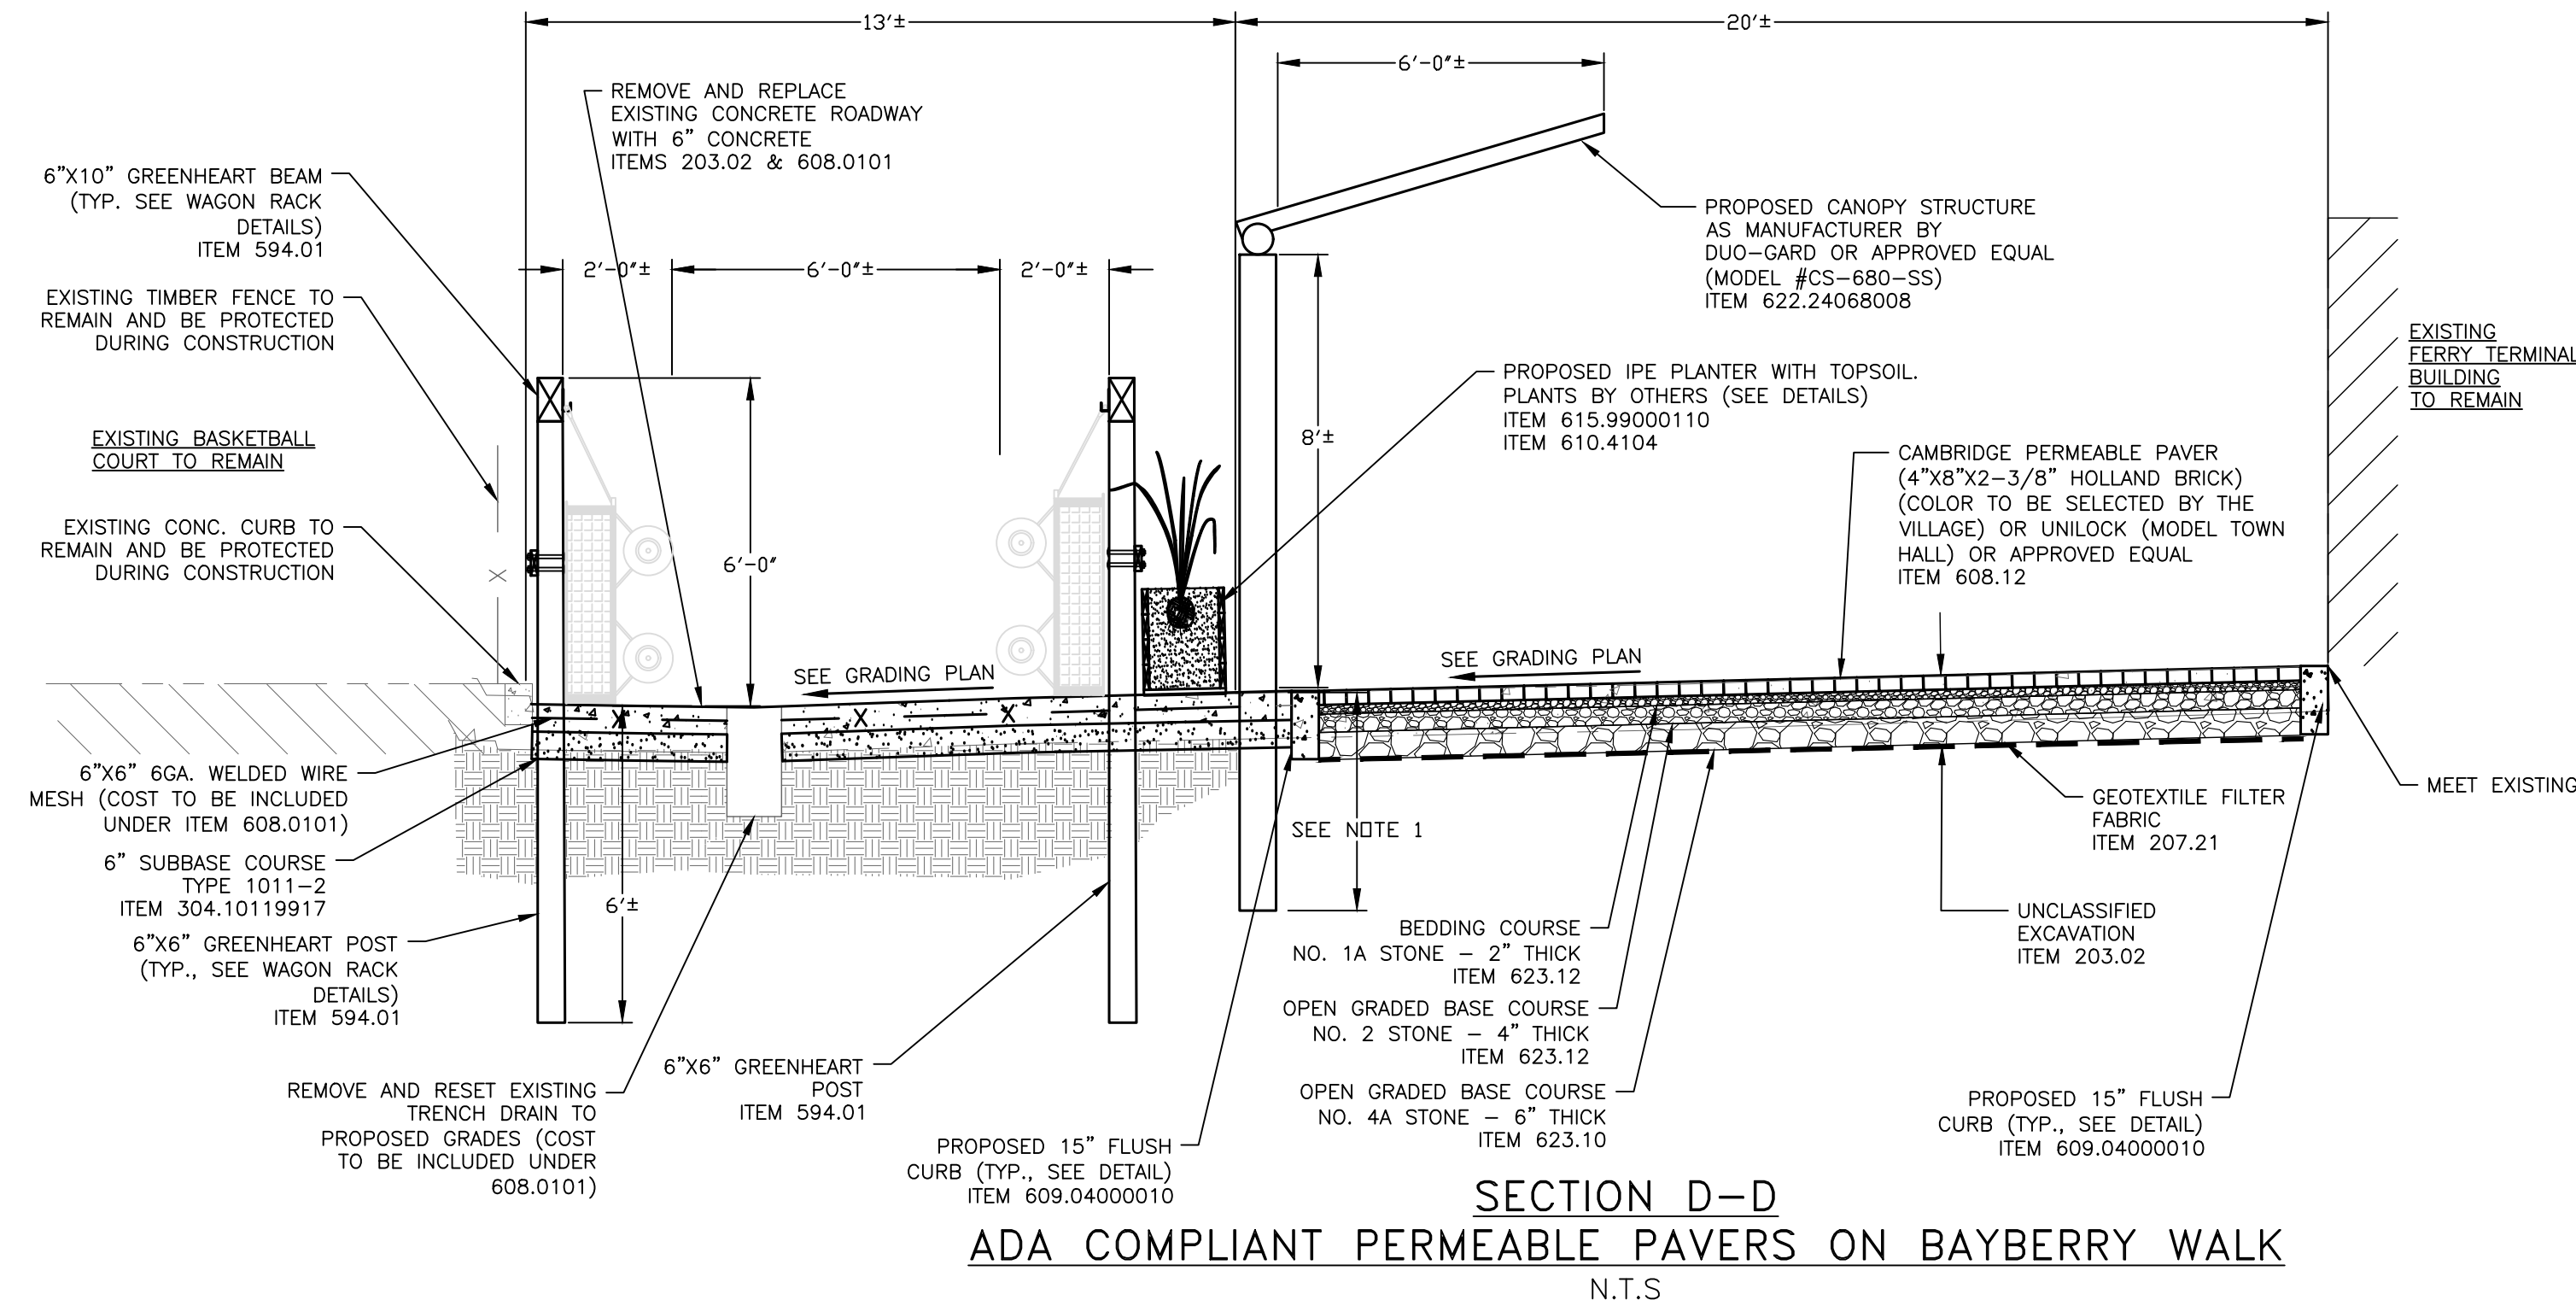 13'±
20'±
6'-0"±
REMOVE AND REPLACE
EXISTING CONCRETE ROADWAY
WITH 6" CONCRETE
ITEMS 203.02 & 608.0101
6"X10" GREENHEART BEAM
(TYP. SEE WAGON RACK
DETAILS)
ITEM 594.01
PROPOSED CANOPY STRUCTURE
AS MANUFACTURER BY
DUO-GARD OR APPROVED EQUAL
(MODEL #CS-680-SS)
ITEM 622.24068008
2'-0"±
6'-0"±
2'-0"±
EXISTING TIMBER FENCE TO
REMAIN AND BE PROTECTED
DURING CONSTRUCTION
EXISTING
FERRY TERMINAL
BUILDING
TO REMAIN
PROPOSED IPE PLANTER WITH TOPSOIL.
PLANTS BY OTHERS (SEE DETAILS)
ITEM 615.99000110
ITEM 610.4104
8'±
EXISTING BASKETBALL
COURT TO REMAIN
CAMBRIDGE PERMEABLE PAVER
(4"X8"X2-3/8" HOLLAND BRICK)
(COLOR TO BE SELECTED BY THE
VILLAGE) OR UNILOCK (MODEL TOWN
HALL) OR APPROVED EQUAL
ITEM 608.12
EXISTING CONC. CURB TO
REMAIN AND BE PROTECTED
DURING CONSTRUCTION
6'-0"
X
SEE GRADING PLAN
SEE GRADING PLAN
X
X
X
6"X6" 6GA. WELDED WIRE
MESH (COST TO BE INCLUDED
UNDER ITEM 608.0101)
MEET EXISTING
GEOTEXTILE FILTER
FABRIC
ITEM 207.21
SEE NOTE 1
6" SUBBASE COURSE
TYPE 1011-2
ITEM 304.10119917
6'±
UNCLASSIFIED
EXCAVATION
ITEM 203.02
6"X6" GREENHEART POST
(TYP., SEE WAGON RACK
DETAILS)
ITEM 594.01
BEDDING COURSE
NO. 1A STONE - 2" THICK
ITEM 623.12
OPEN GRADED BASE COURSE
NO. 2 STONE - 4" THICK
ITEM 623.12
6"X6" GREENHEART
POST
ITEM 594.01
REMOVE AND RESET EXISTING
TRENCH DRAIN TO
PROPOSED GRADES (COST
TO BE INCLUDED UNDER
608.0101)
OPEN GRADED BASE COURSE
NO. 4A STONE - 6" THICK
ITEM 623.10
PROPOSED 15" FLUSH
CURB (TYP., SEE DETAIL)
ITEM 609.04000010
PROPOSED 15" FLUSH
CURB (TYP., SEE DETAIL)
ITEM 609.04000010
SECTION D-D
ADA COMPLIANT PERMEABLE PAVERS ON BAYBERRY WALK
N.T.S